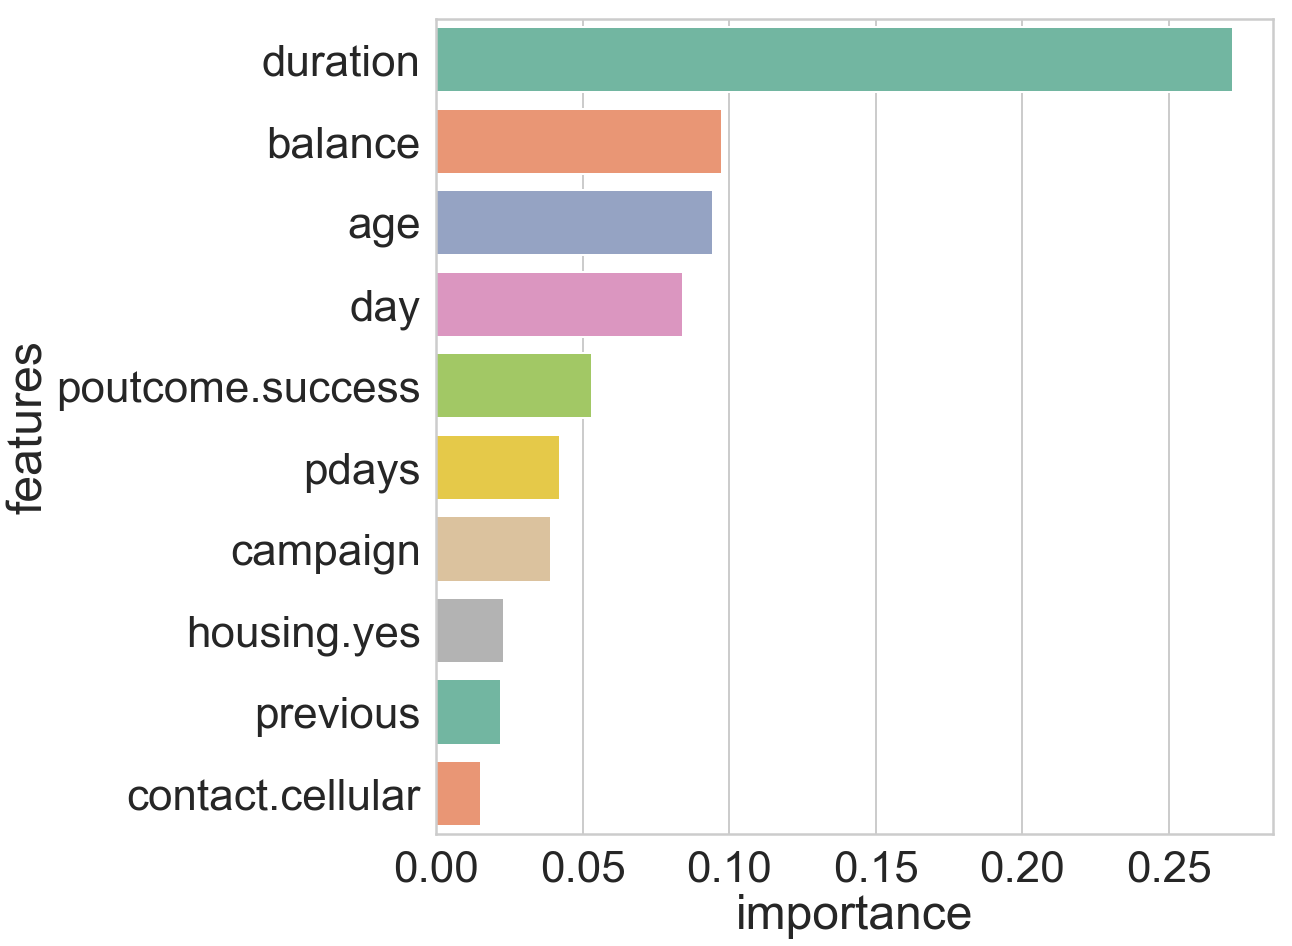 features
duration
balance
age
day
poutcome.success
pdays
campaign
housing.yes
previous
contact.cellular
0.00 0.05 0.10 0.15 0.20 0.25
importance